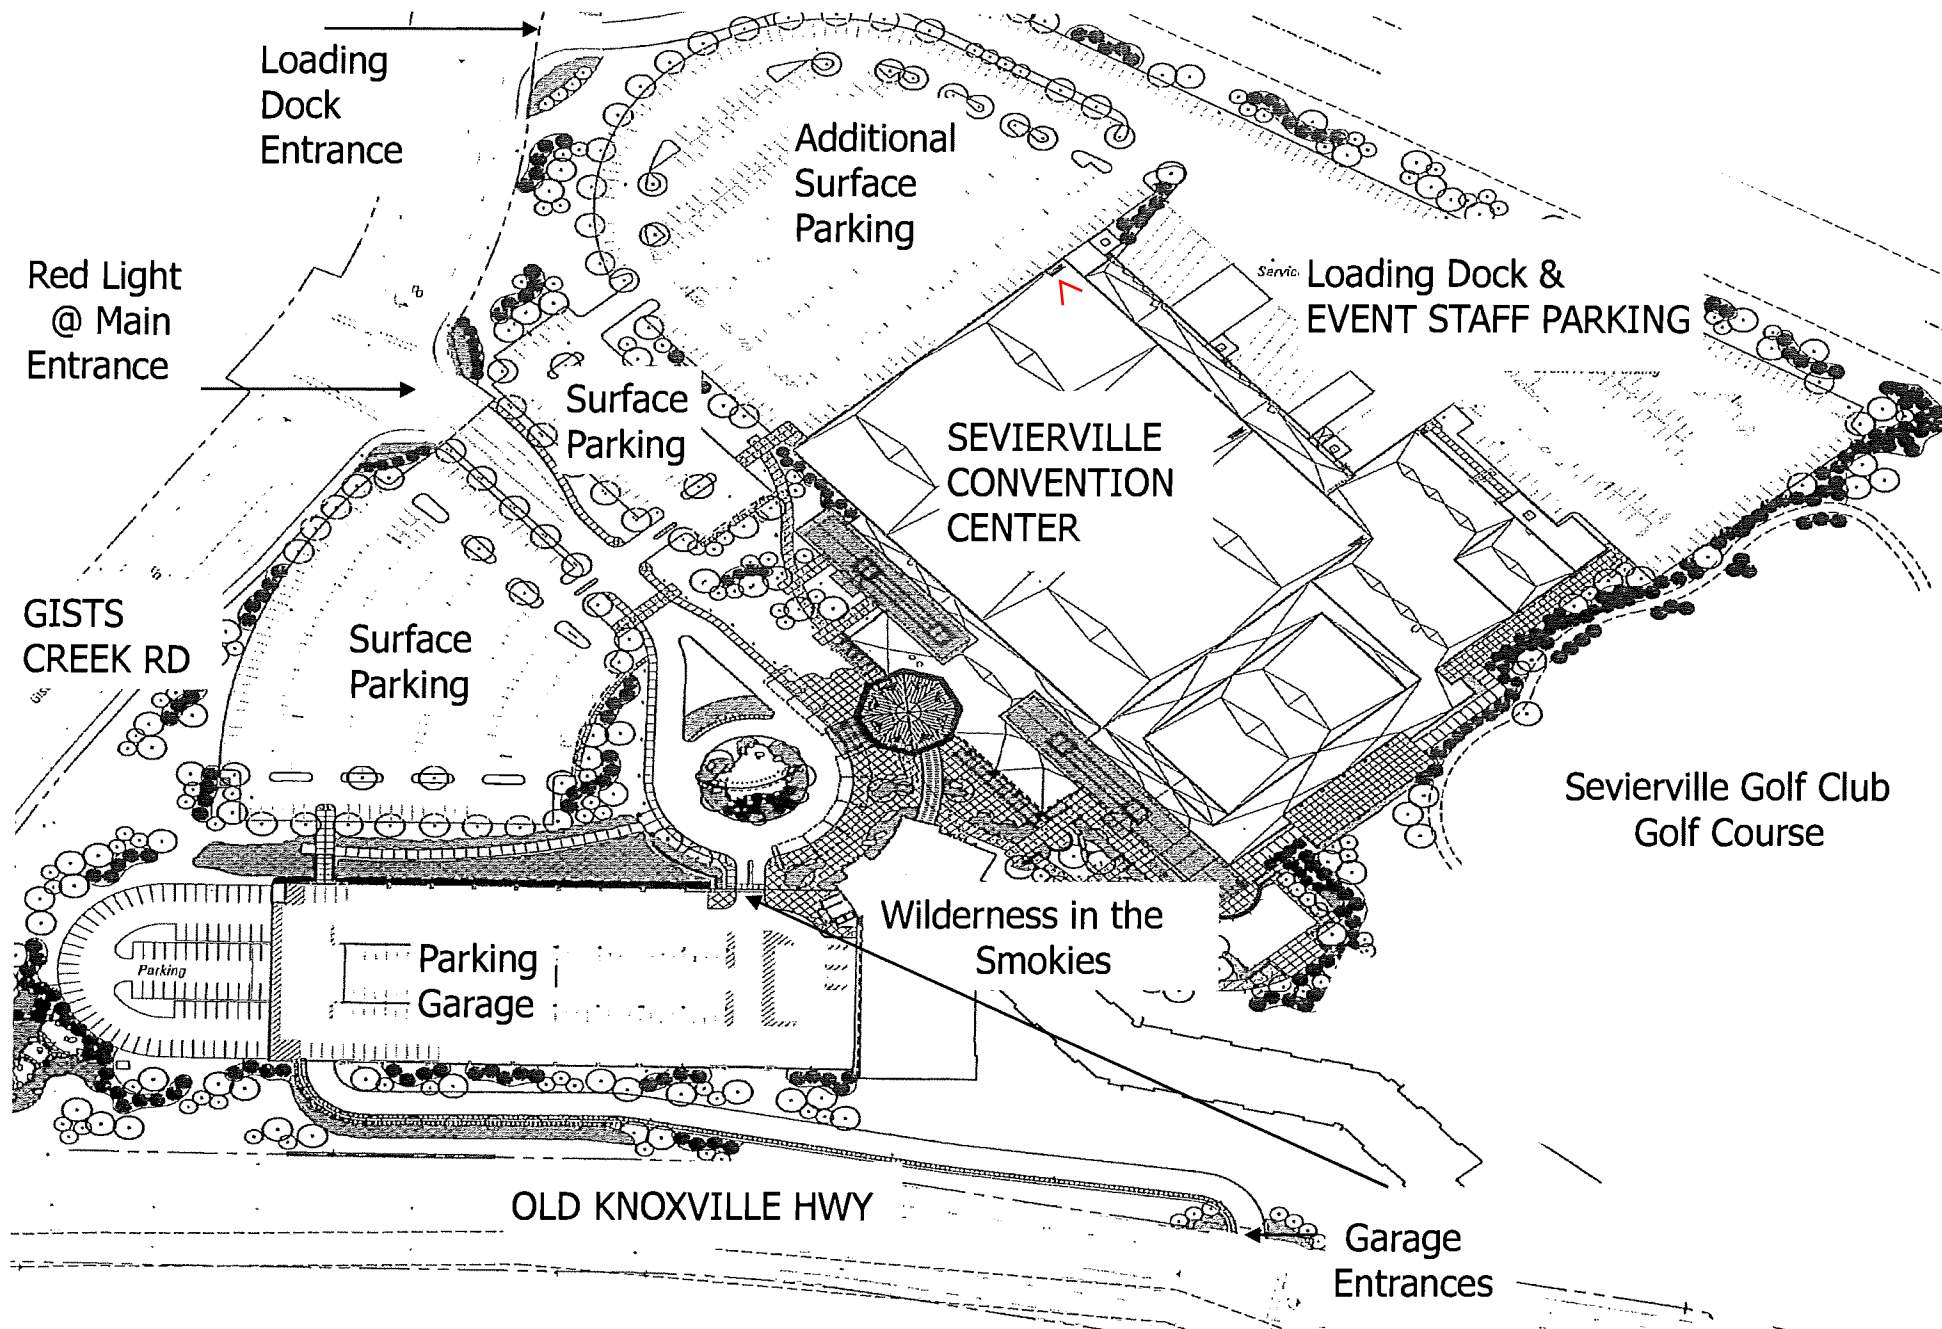 Loading
Dock
Entrance
Additional
Surface
Parking
Red Light
@ Main
Entrance
Loading Dock &
EVENT STAFF PARKING
Surface
Parking
SEVIERVILLE
CONVENTION
CENTER
GISTS
CREEK RD
Surface
Parking
Sevierville Golf Club
Golf Course
Wilderness in the
Smokies
Parking
Parking
Garage
OLD KNOXVILLE HWY
Garage
Entrances